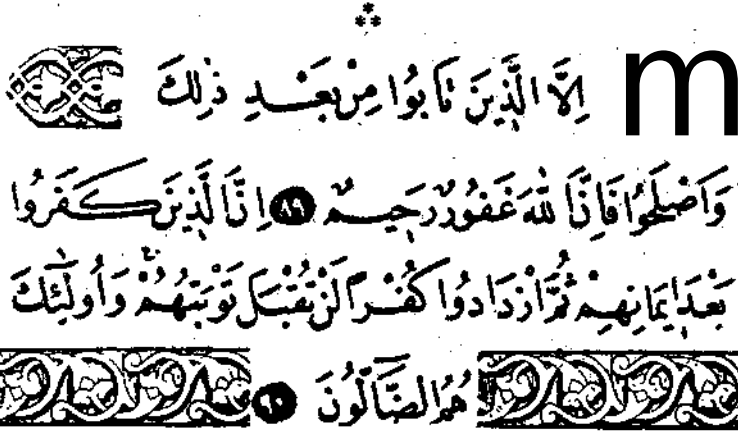 اِلَّا الَّذ۪ينَ تَابُوا مِنْ بَعْدِ ذٰلِكَ m
وَاَصْلَحُوا فَاِنَّ اللّٰهَ غَفُورٌ رَح۪يمٌ ٨٩ اِنَّ الَّذ۪ينَ كَفَرُوا
بَعْدَ ا۪يمَانِهِمْ ثُمَّ ازْدَادُوا كُفْرًا لَنْ تُقْبَلَ تَوْبَتُهُمْ وَاُولٰٓئِكَ
هُمُ الضَّٓالُّونَ ٩٠